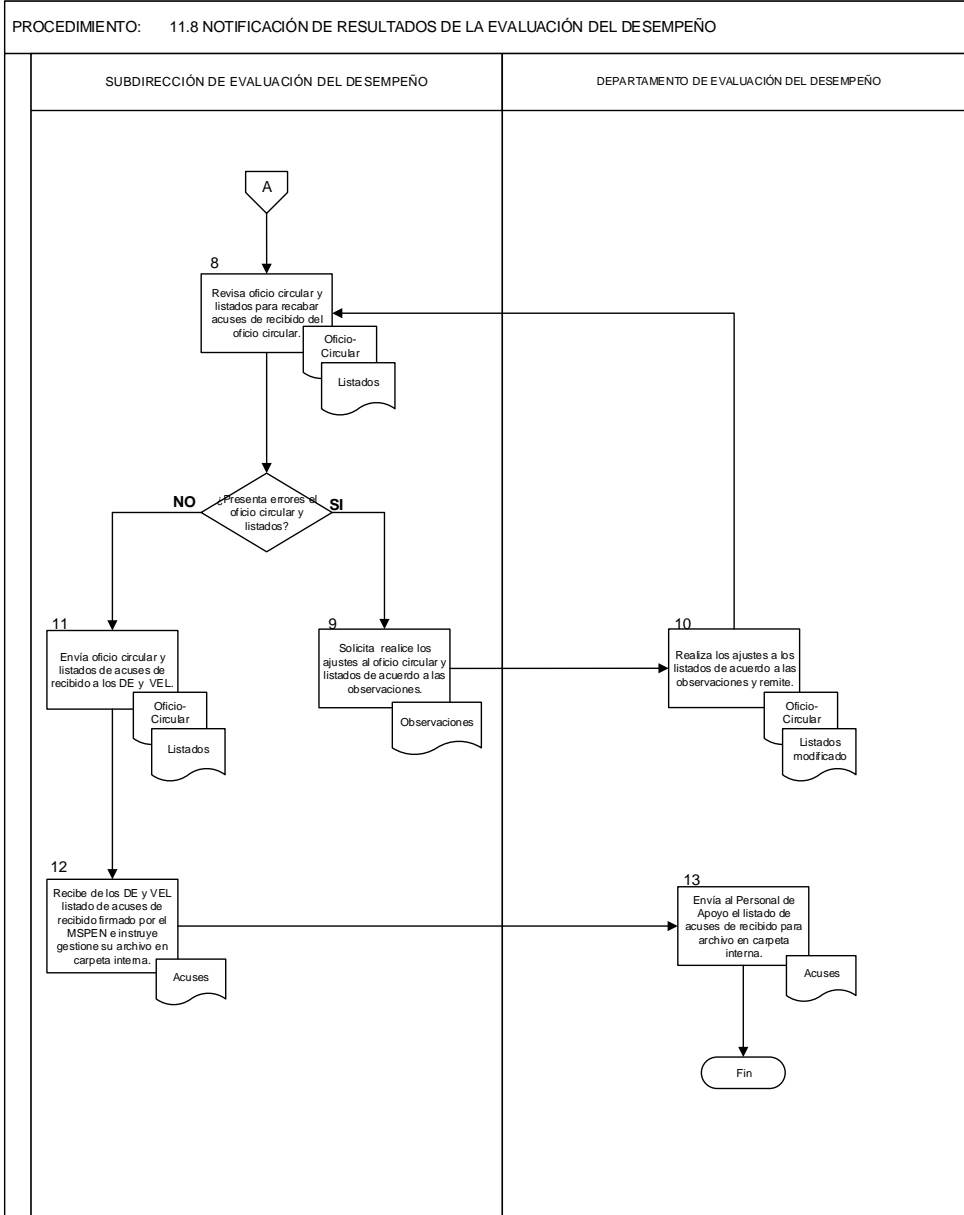 PROCEDIMIENTO: 11.8 NOTIFICACIÓN DE RESULTADOS DE LA EVALUACIÓN DEL DESEMPEÑO
SUBDIRECCIÓN DE EVALUACIÓN DEL DESEMPEÑO
DEPARTAMENTO DE EVALUACIÓN DEL DESEMPEÑO
A
8
Revisa oficio circular y
listados para recabar
acuses de recibido del
oficio circular.
Oficio-
Circular
Listados
¿Presenta errores el
oficio circular y
listados?
NO
SI
11
Envía oficio circular y
listados de acuses de
recibido a los DE y VEL.
Oficio-
Circular
Listados
9
Solicita realice los
ajustes al oficio circular y
listados de acuerdo a las
observaciones.
Observaciones
10
Realiza los ajustes a los
listados de acuerdo a las
observaciones y remite.
Oficio-
Circular
Listados
modificado
12
Recibe de los DE y VEL
listado de acuses de
recibido firmado por el
MSPEN e instruye
gestione su archivo en
carpeta interna.
Acuses
13
Envía al Personal de
Apoyo el listado de
acuses de recibido para
archivo en carpeta
interna.
Acuses
Fin